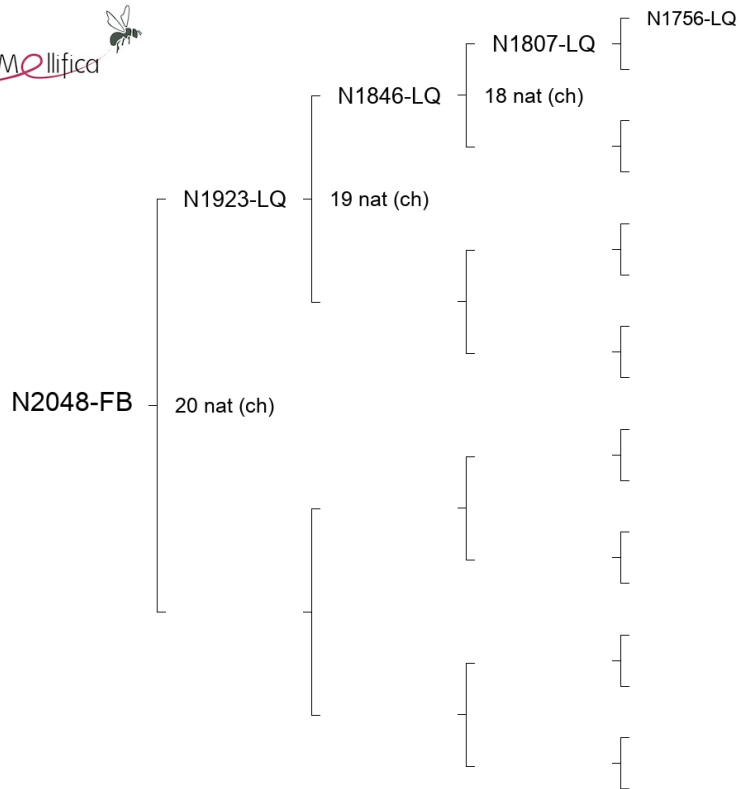 Mellifica
N1756-LQ
N1807-LQ
N1846-LQ
18 nat (ch)
N1923-LQ
19 nat (ch)
N2048-FB
20 nat (ch)